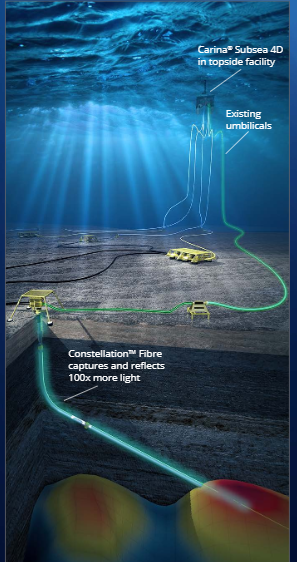 Carina® Subsea 4D
in topside facility
Existing
umbilicals
Constellation™ Fibre
captures and reflects
100x more light